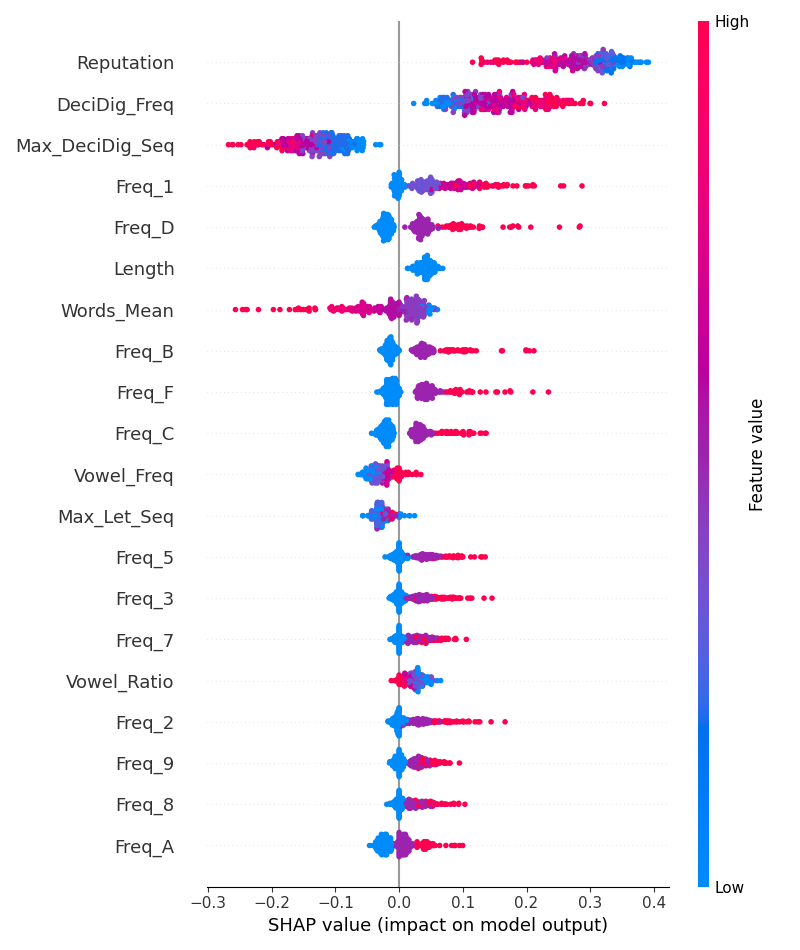 High
Reputation
DeciDig_Freq
Max_DeciDig_Seq
Freq_1
Freq_D
Length
Words_Mean
Freq_B
Freq_F
Freq_C
Vowel_Freq
Max_Let_Seq
Freq_5
Freq_3
Freq_7
Vowel_Ratio
Freq_2
Freq_9
Freq_8
Freq_A
Feature value
Low
−0.3 −0.2 −0.1 0.0 0.1 0.2 0.3 0.4
SHAP value (impact on model output)